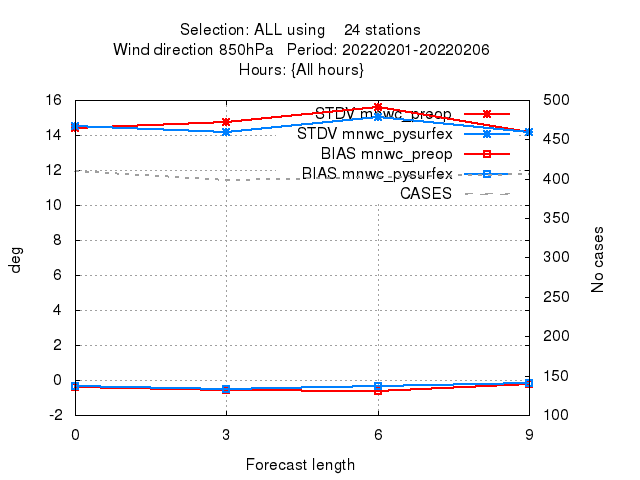 Selection: ALL using 24 stations
Wind direction 850hPa Period: 20220201-20220206
Hours: {All hours}
STDV mnwc_preop
STDV mnwc_pysurfex
BIAS mnwc_preop
BIAS mnwc_pysurfex
CASES
deg
16
14
12
10
8
6
4
2
0
-2
No cases
500
450
400
350
300
250
200
150
100
0 3 6 9
Forecast length